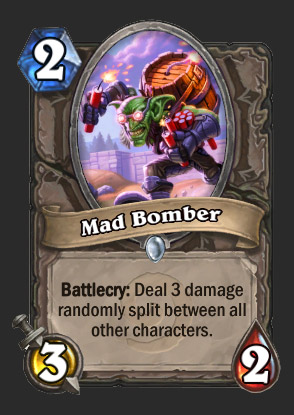 2
Mad Bomber
Battlecry: Deal 3 damage
randomly split between all
other characters.
3
2